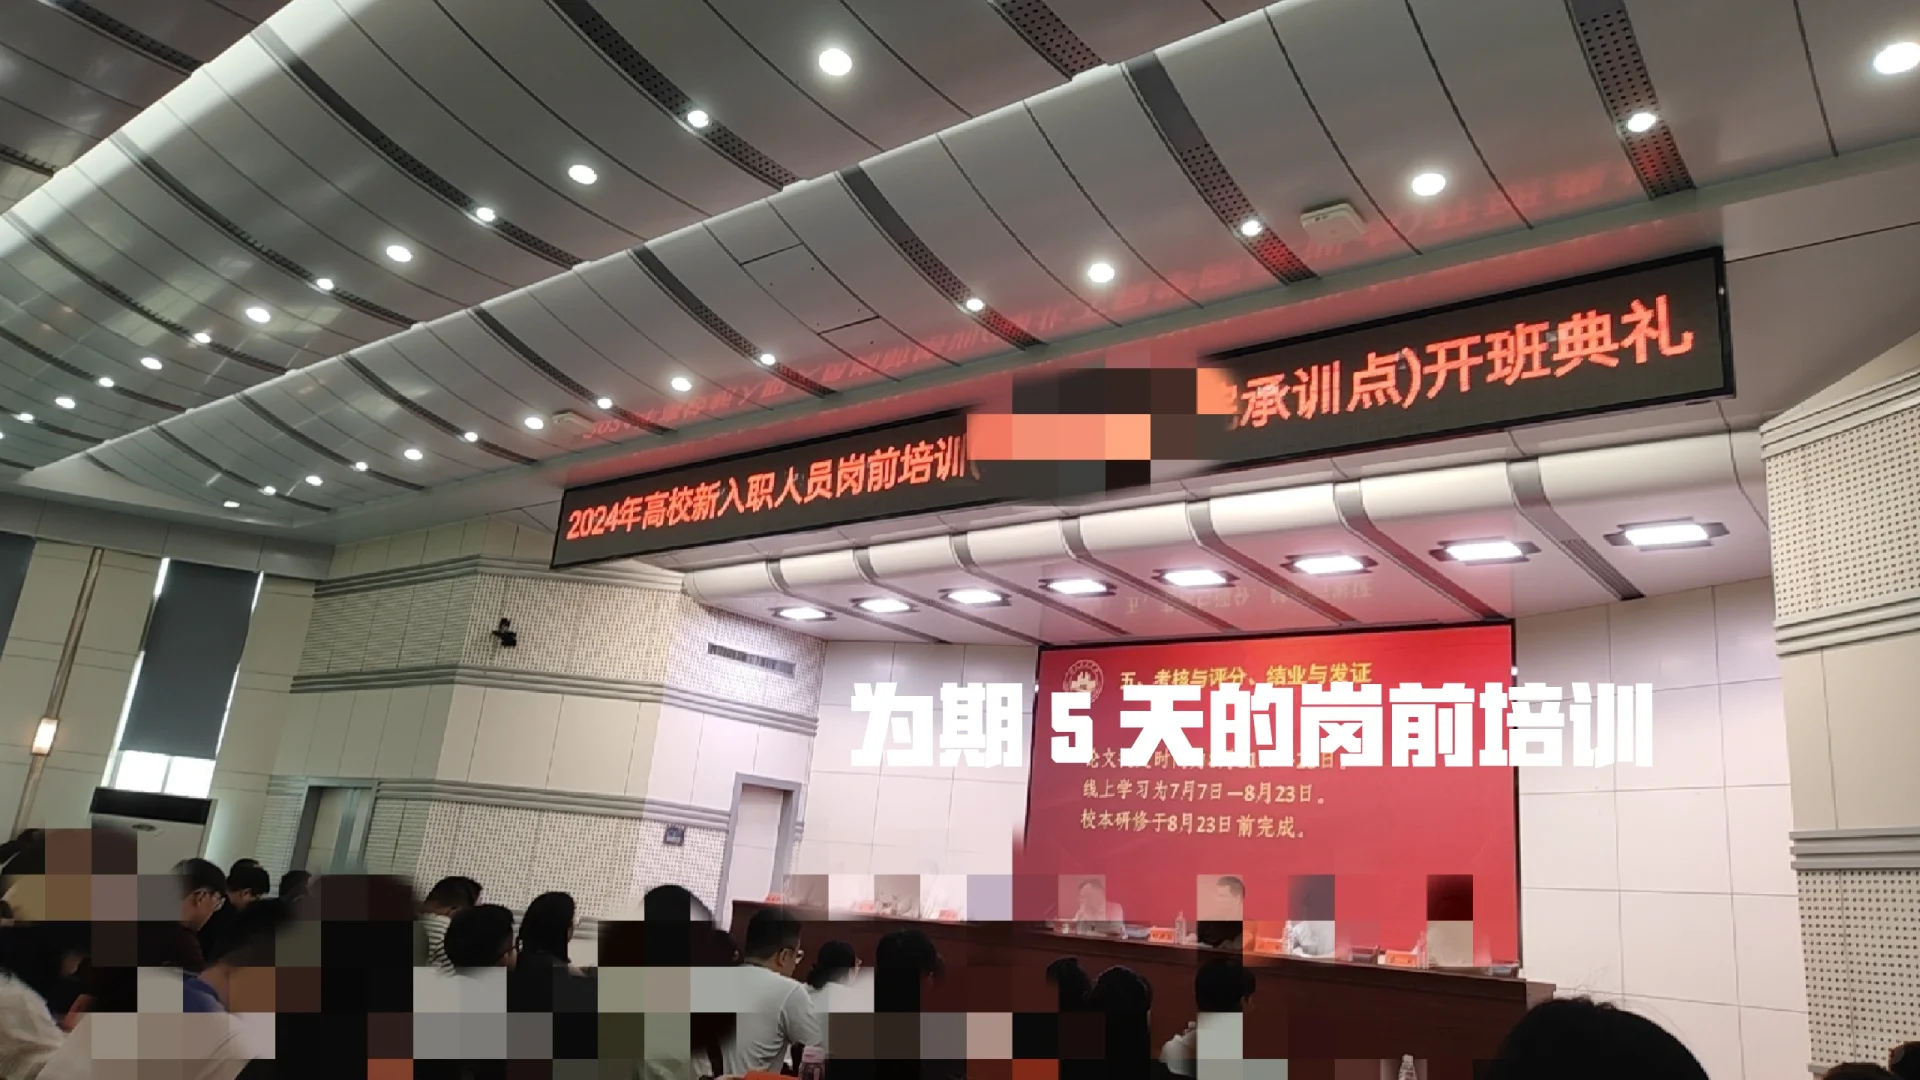 2024年高校新入职人员岗前培训(
承训点)开班典礼
五、考核与评分、结业与发证
为期 5 天的岗前培训
线上学习为7月7日—8月23日。
校本研修于8月23日前完成。